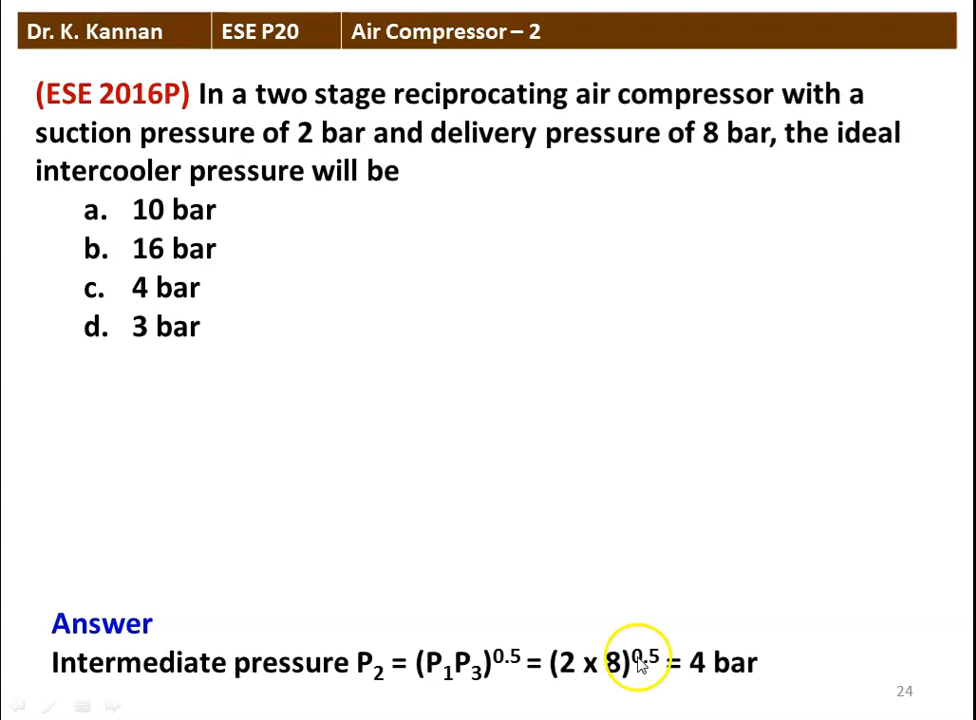 Dr. K. Kannan ESE P20 Air Compressor – 2
(ESE 2016P) In a two stage reciprocating air compressor with a
suction pressure of 2 bar and delivery pressure of 8 bar, the ideal
intercooler pressure will be
a. 10 bar
b. 16 bar
c. 4 bar
d. 3 bar
Answer
Intermediate pressure P₂ = (P₁P₃)^0.5 = (2 x 8)^0.5 = 4 bar
24